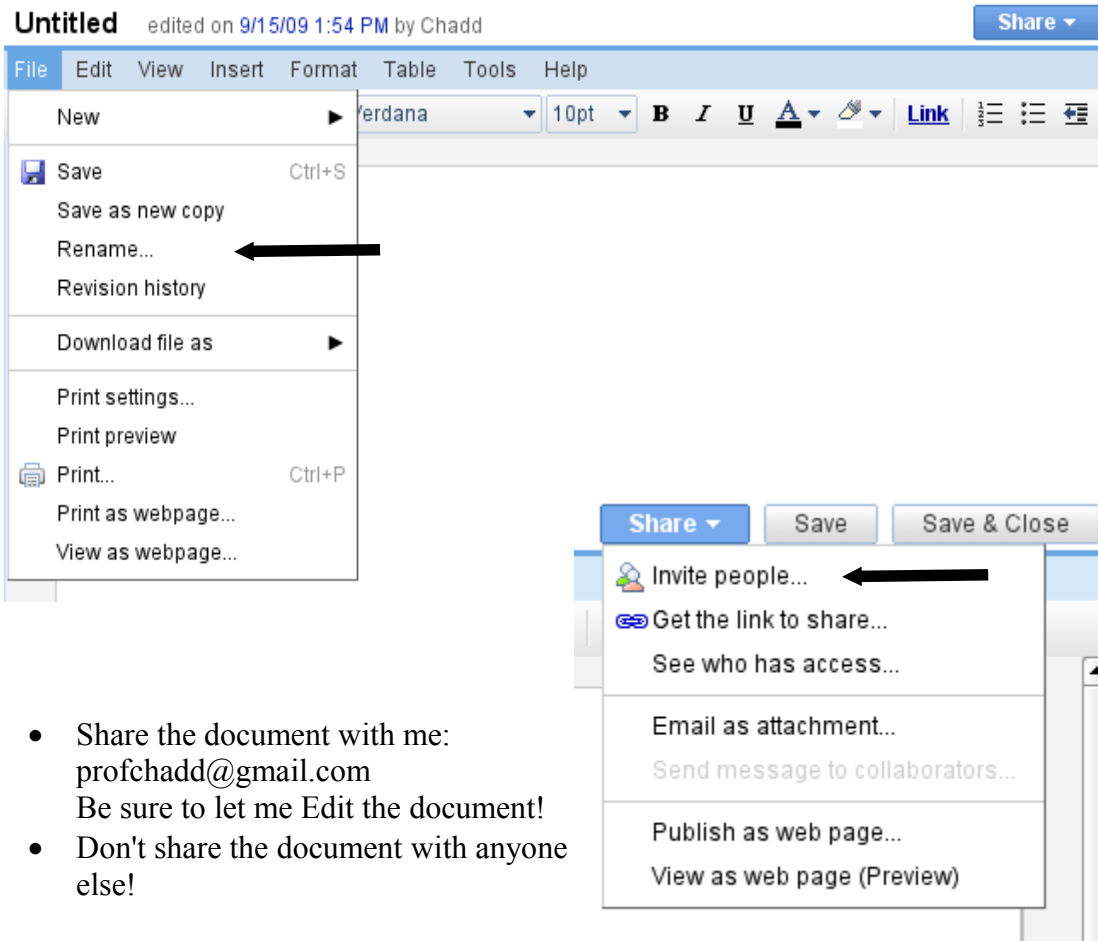 Untitled edited on 9/15/09 1:54 PM by Chadd Share
File Edit View Insert Format Table Tools Help
New
Verdana 10pt B I U A Link
Save Ctrl+S
Save as new copy
Rename...
Revision history
Download file as
Print settings...
Print preview
Print... Ctrl+P
Print as webpage...
View as webpage...
Share Save Save & Close
Invite people...
Get the link to share...
See who has access...
Email as attachment...
Send message to collaborators...
Publish as web page...
View as web page (Preview)
• Share the document with me:
profchadd@gmail.com
Be sure to let me Edit the document!
• Don't share the document with anyone
else!